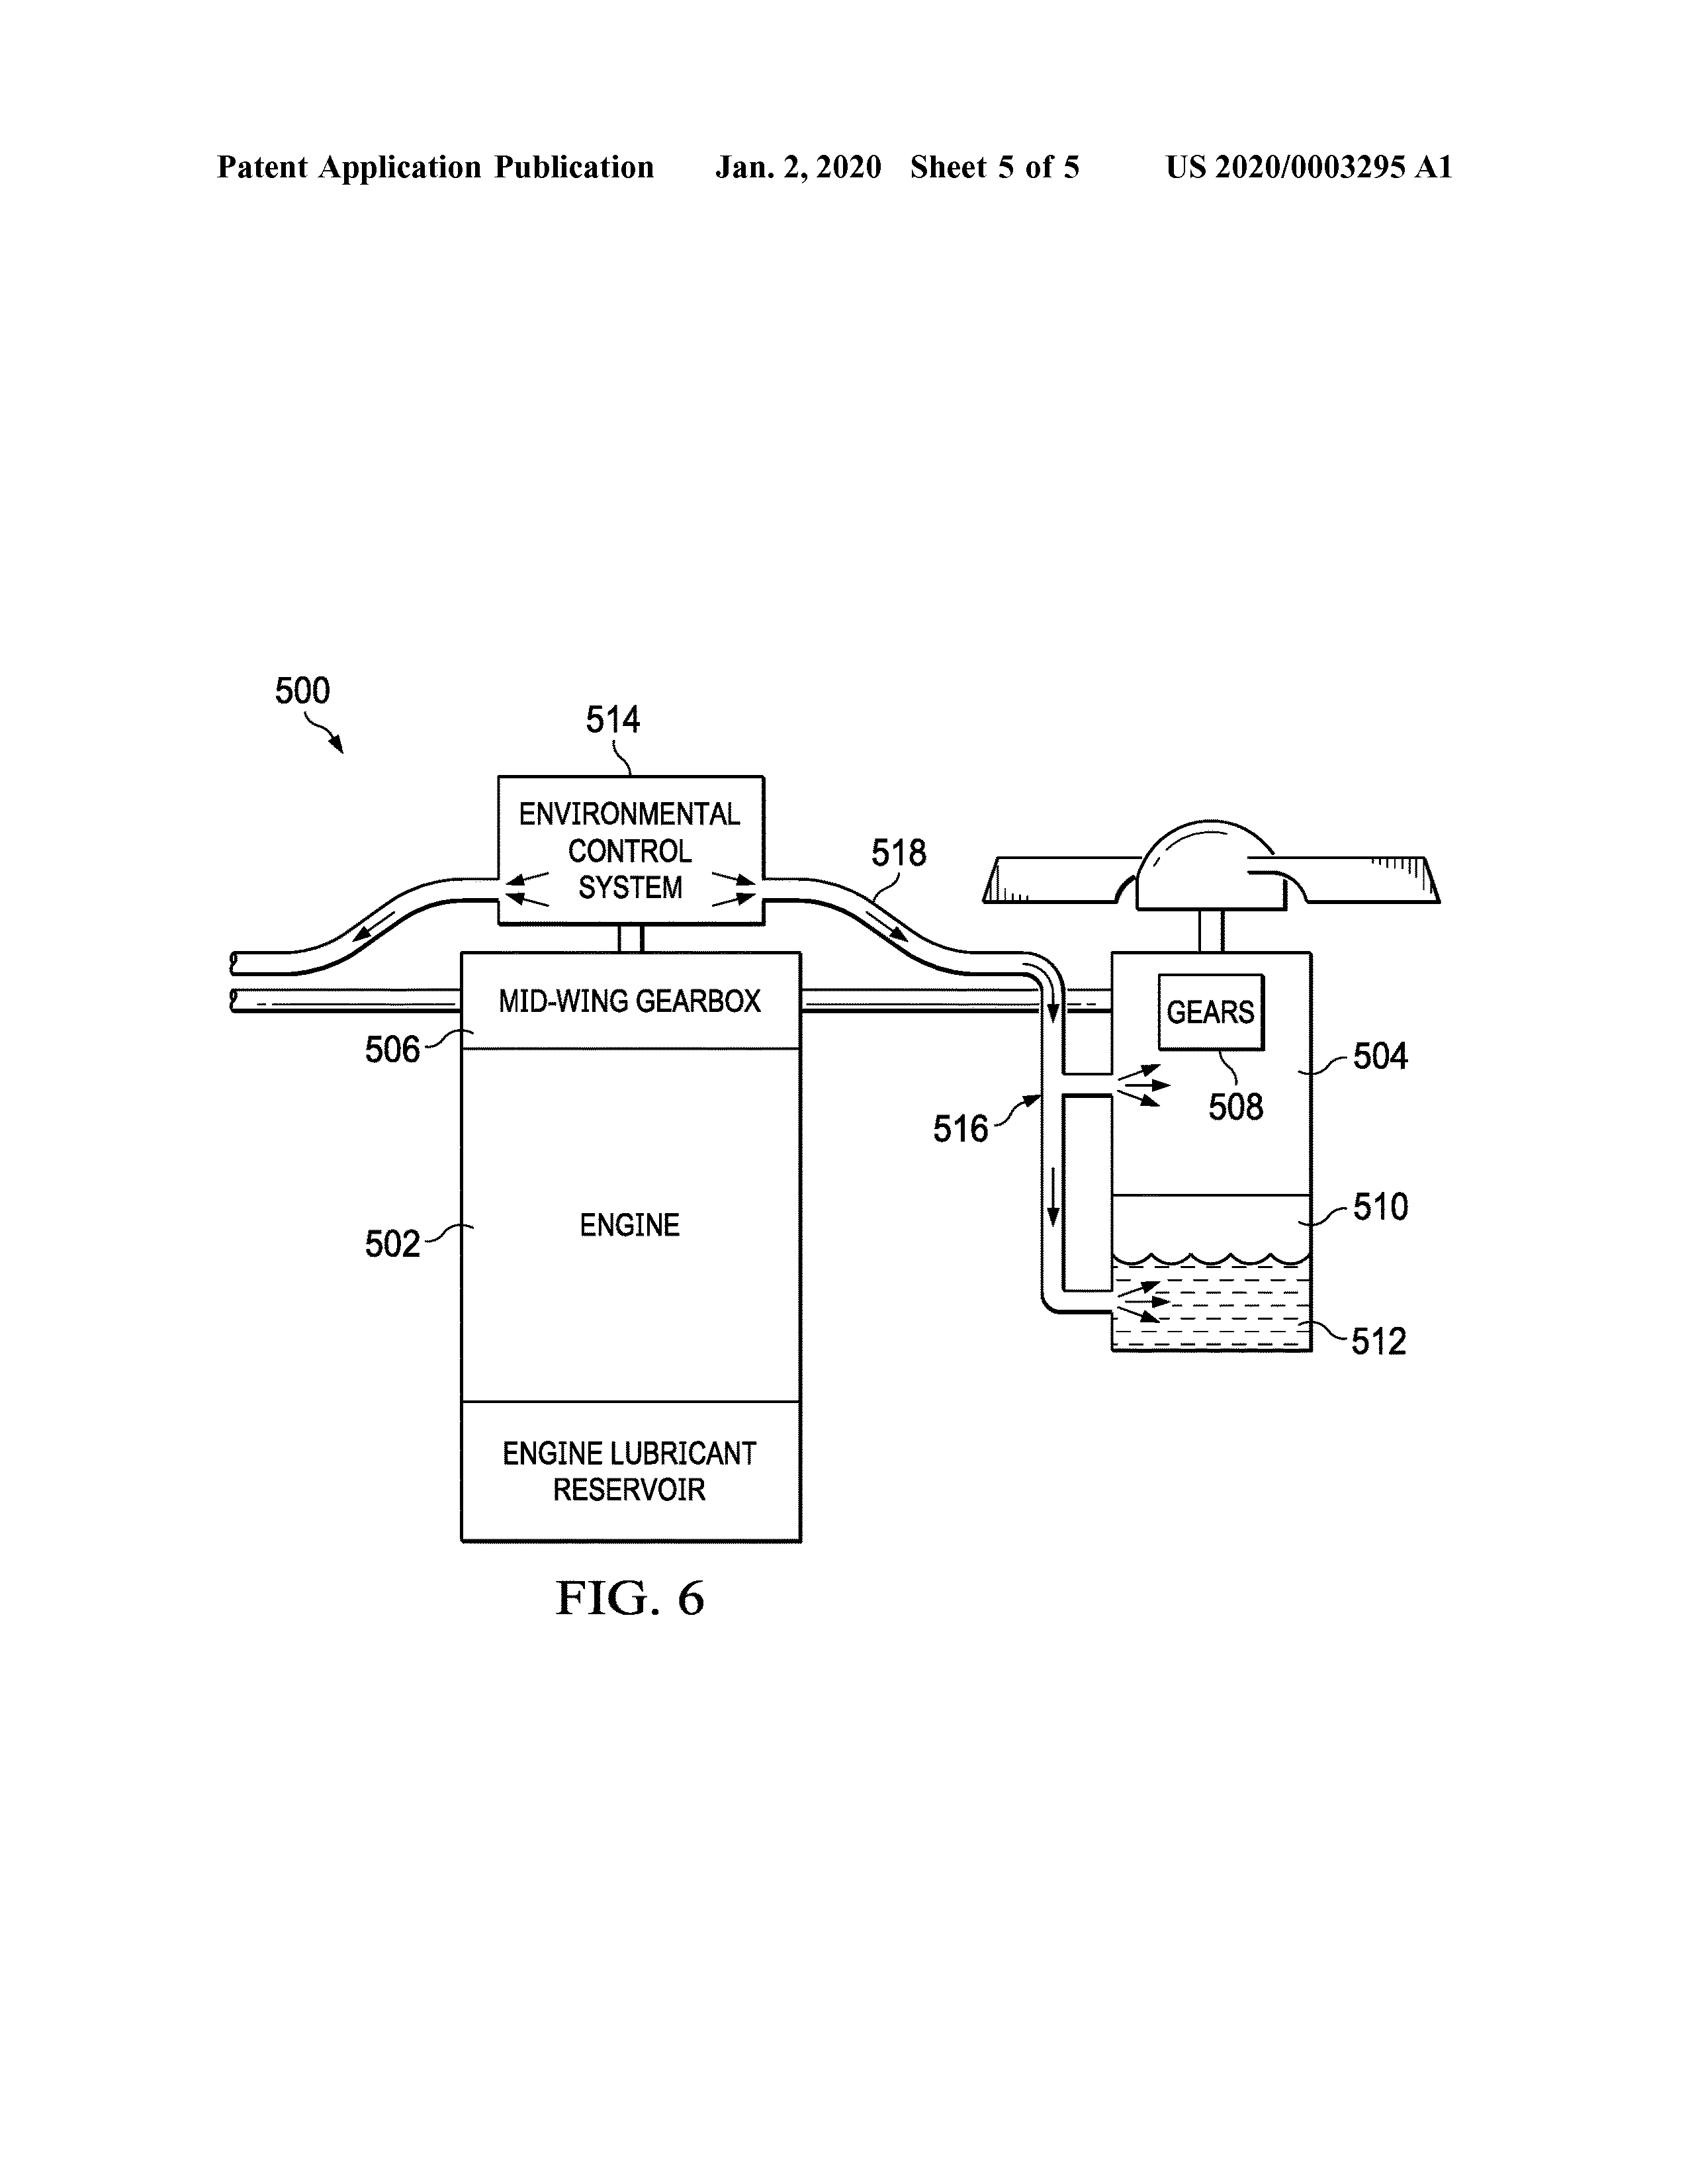 Patent Application Publication Jan. 2, 2020 Sheet 5 of 5 US 2020/0003295 A1
500
514
ENVIRONMENTAL
CONTROL
SYSTEM
518
MID-WING GEARBOX
506
GEARS
508
504
516
510
502
ENGINE
512
ENGINE LUBRICANT
RESERVOIR
FIG. 6